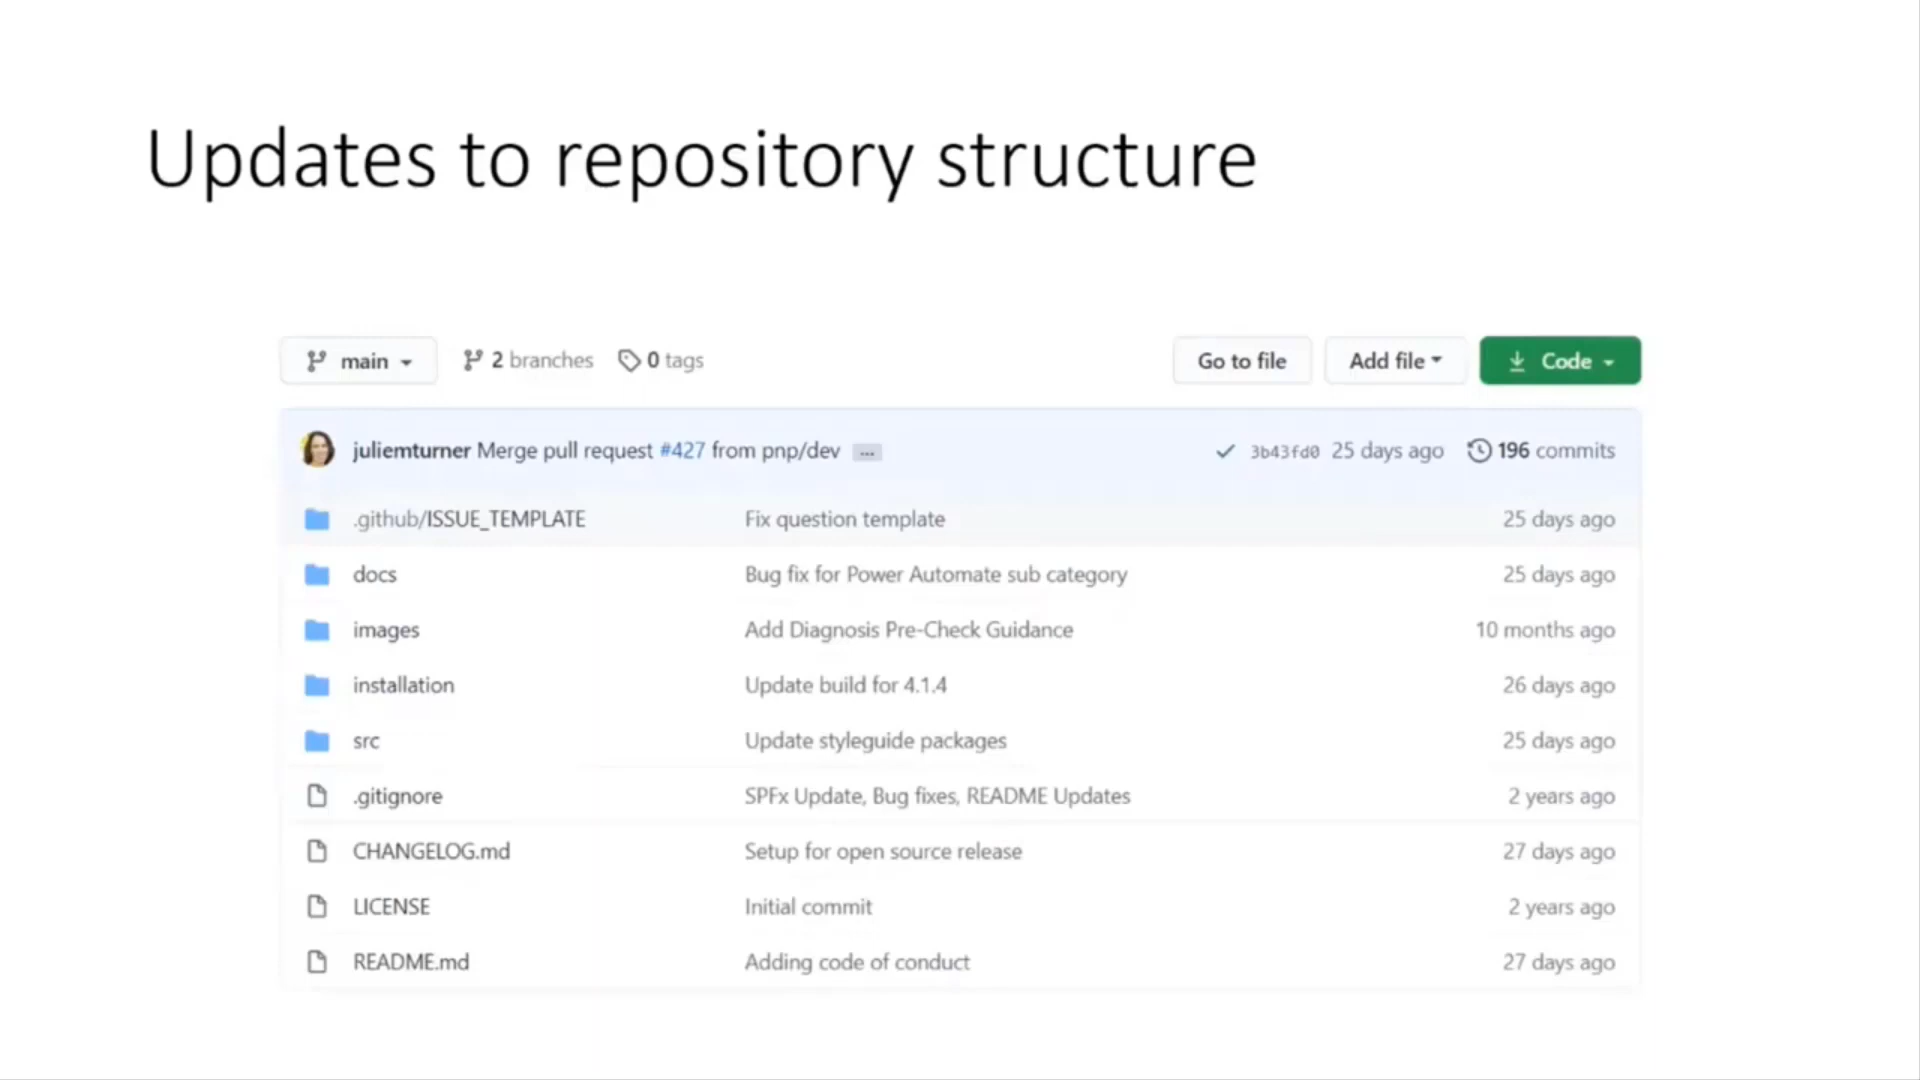 Updates to repository structure
main 2 branches 0 tags Go to file Add file Code
juliemturner Merge pull request #427 from pnp/dev ... 3b43fd0 25 days ago 196 commits
.github/ISSUE_TEMPLATE Fix question template 25 days ago
docs Bug fix for Power Automate sub category 25 days ago
images Add Diagnosis Pre-Check Guidance 10 months ago
installation Update build for 4.1.4 26 days ago
src Update styleguide packages 25 days ago
.gitignore SPFx Update, Bug fixes, README Updates 2 years ago
CHANGELOG.md Setup for open source release 27 days ago
LICENSE Initial commit 2 years ago
README.md Adding code of conduct 27 days ago